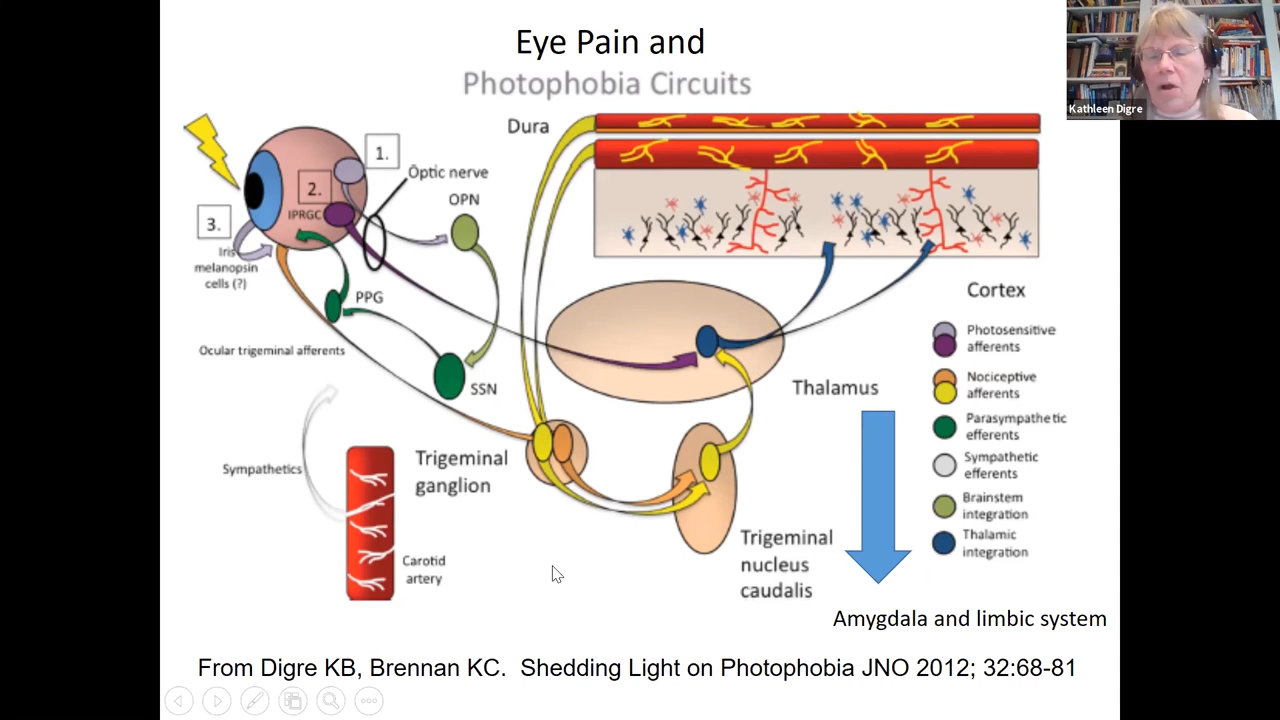 Eye Pain and
Photophobia Circuits
Kathleen Digre
Dura
1.
Optic nerve
2.
OPN
IPRGC
3.
Iris
melanopsin
cells (?)
PPG
Cortex
Photosensitive
afferents
Ocular trigeminal afferents
SSN
Thalamus
Nociceptive
afferents
Parasympathetic
efferents
Sympathetics
Trigeminal
ganglion
Sympathetic
efferents
Brainstem
integration
Trigeminal
nucleus
caudalis
Thalamic
integration
Carotid
artery
Amygdala and limbic system
From Digre KB, Brennan KC. Shedding Light on Photophobia JNO 2012; 32:68-81